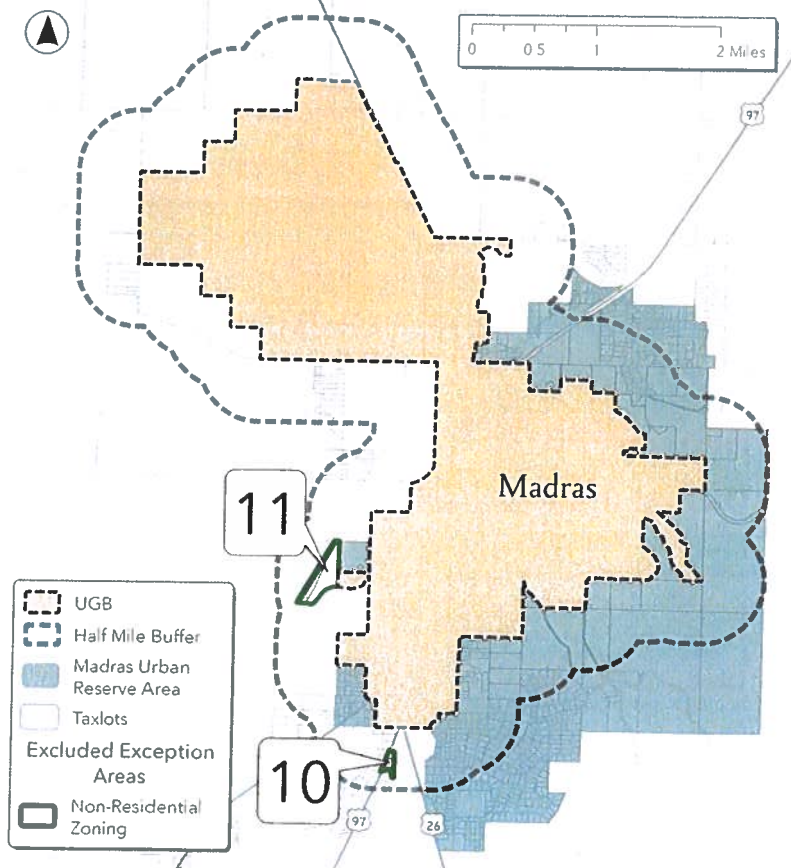 0 0 5 1 2 Miles
97
Madras
11
UGB
Half Mile Buffer
Madras Urban
Reserve Area
Taxlots
Excluded Exception
Areas
Non-Residential
Zoning
10
97
26